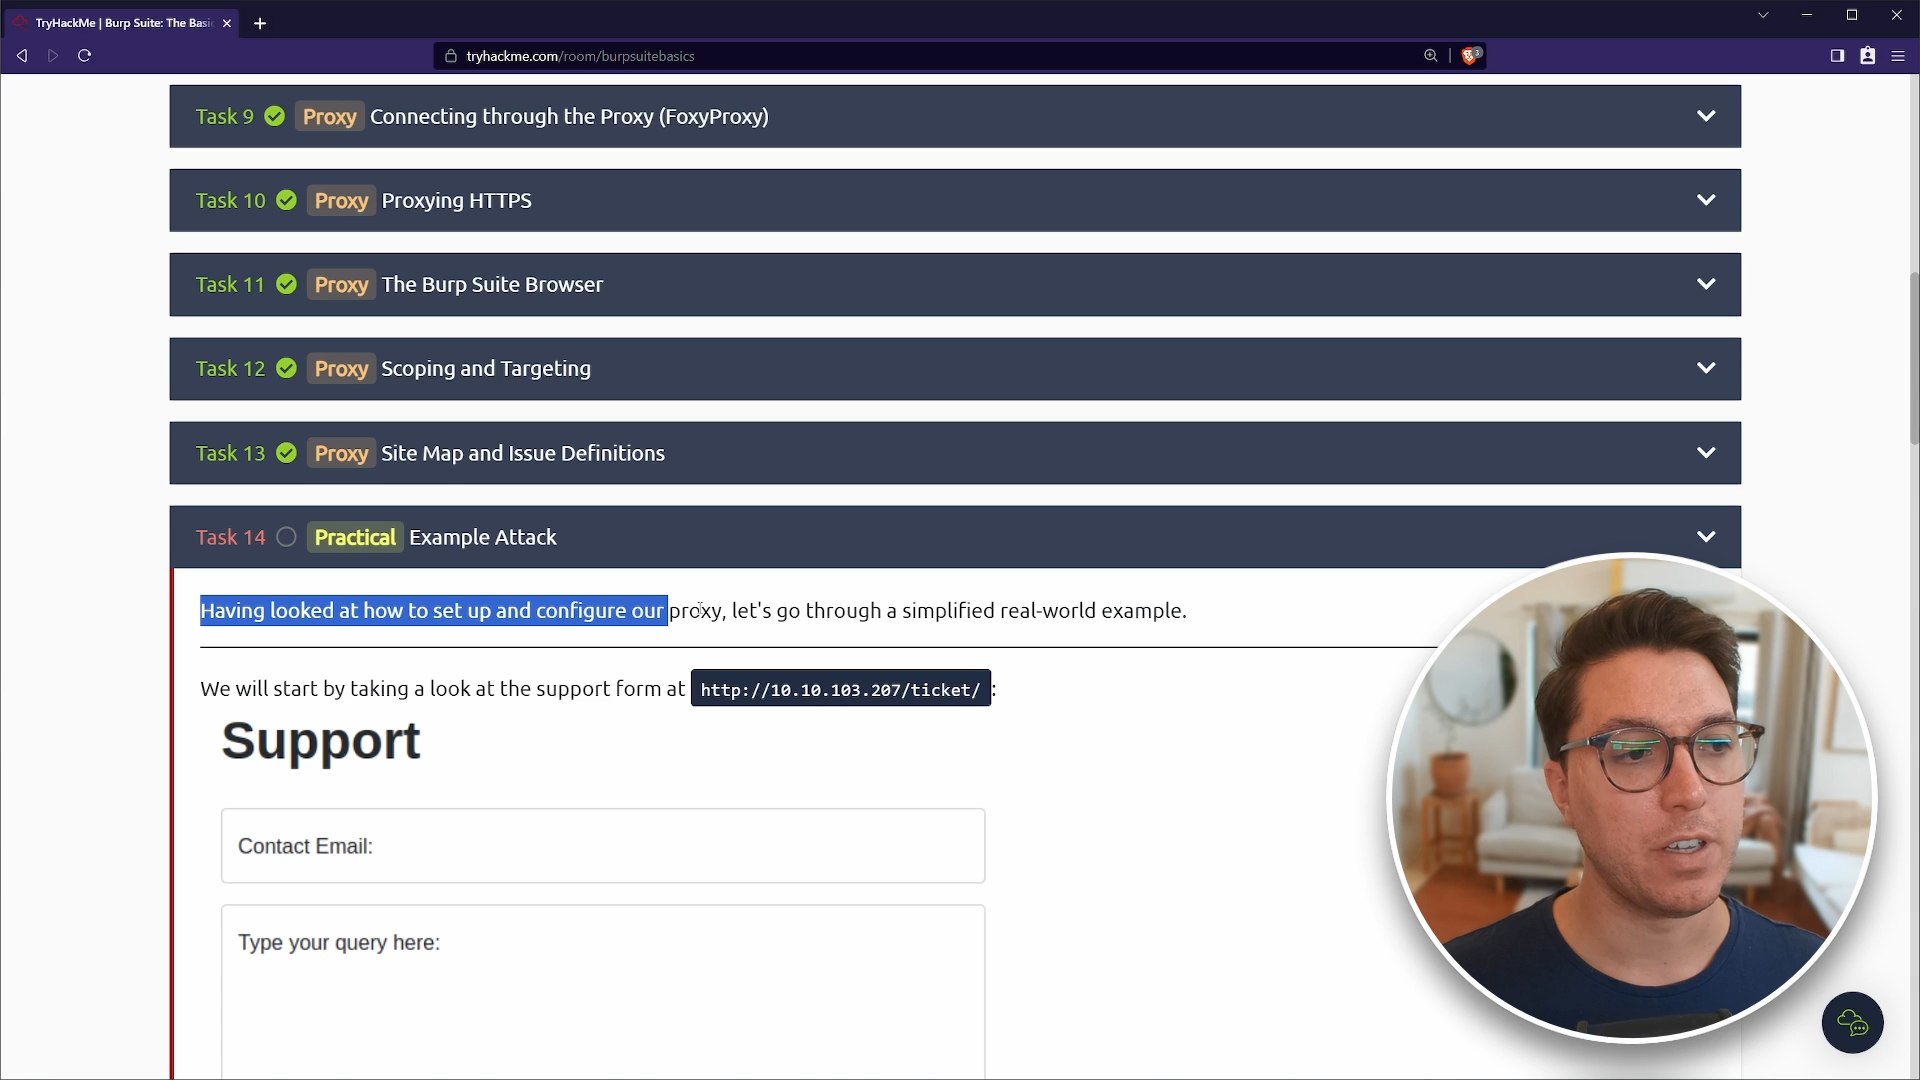 TryHackMe | Burp Suite: The Basi
tryhackme.com/room/burpsuitebasics
3
Task 9 Proxy Connecting through the Proxy (FoxyProxy)
Task 10 Proxy Proxying HTTPS
Task 11 Proxy The Burp Suite Browser
Task 12 Proxy Scoping and Targeting
Task 13 Proxy Site Map and Issue Definitions
Task 14 Practical Example Attack
Having looked at how to set up and configure our proxy, let's go through a simplified real-world example.
We will start by taking a look at the support form at http://10.10.103.207/ticket/ :
Support
Contact Email:
Type your query here: